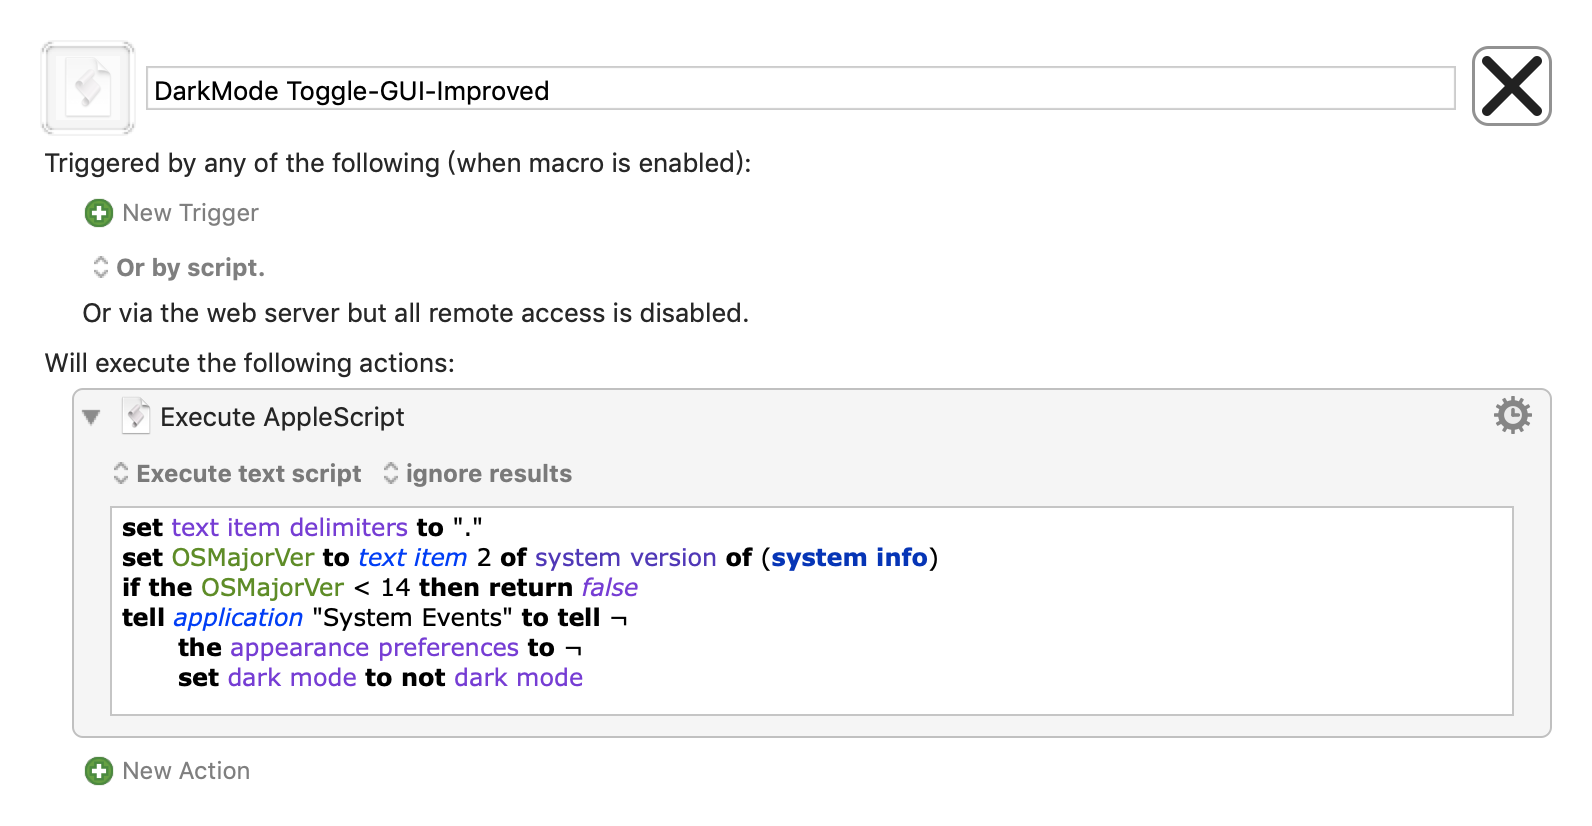 DarkMode Toggle-GUI-Improved
Triggered by any of the following (when macro is enabled):
New Trigger
Or by script.
Or via the web server but all remote access is disabled.
Will execute the following actions:
Execute AppleScript
Execute text script ignore results
set text item delimiters to "."
set OSMajorVer to text item 2 of system version of (system info)
if the OSMajorVer < 14 then return false
tell application "System Events" to tell ¬
the appearance preferences to ¬
set dark mode to not dark mode
New Action